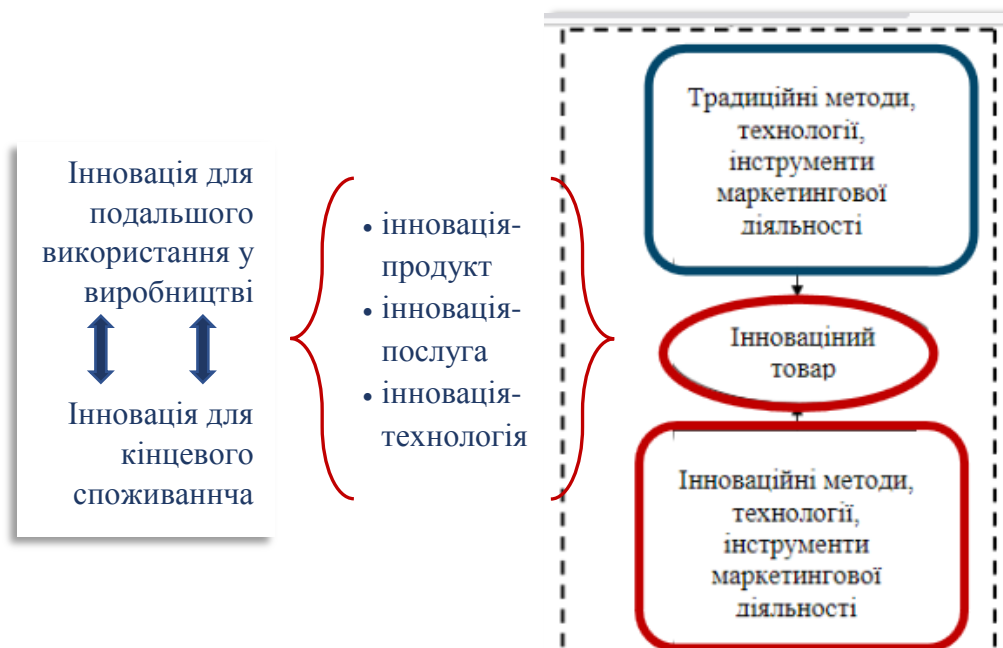 Інновація для
подальшого
використання у
виробництві
Інновація для
кінцевого
споживаннча
• інновація-
продукт
• інновація-
послуга
• інновація-
технологія
Традиційні методи,
технології,
інструменти
маркетингової
діяльності
Інноваціний
товар
Інноваційні методи,
технології,
інструменти
маркетингової
діяльності